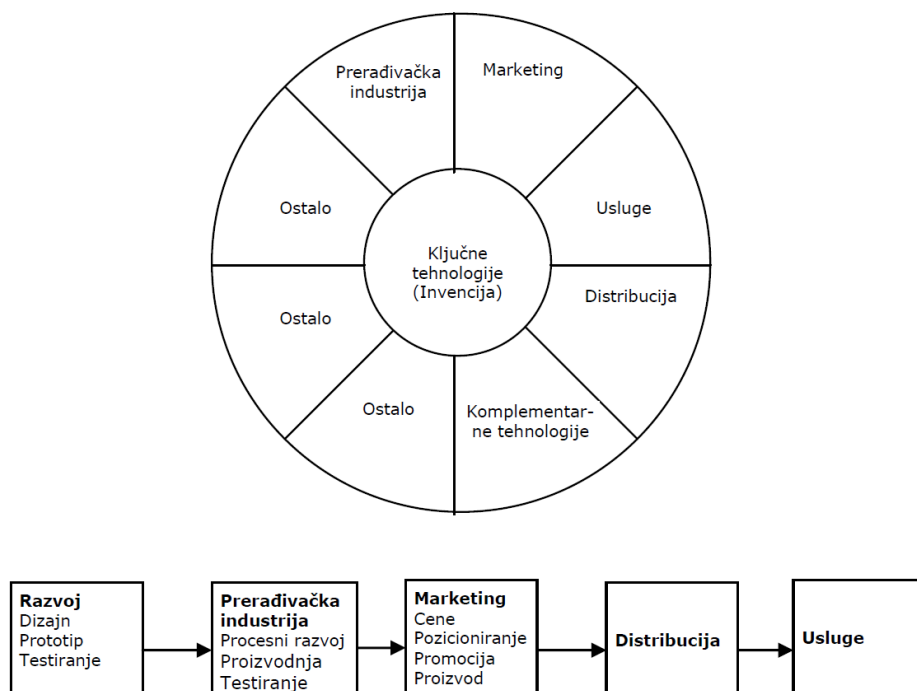 Prerađivačka
industrija
Marketing
Ostalo
Usluge
Ključne
tehnologije
(Invencija)
Ostalo
Distribucija
Ostalo
Komplementar-
ne tehnologije
Razvoj
Dizajn
Prototip
Testiranje
Prerađivačka
industrija
Procesni razvoj
Proizvodnja
Testiranje
Marketing
Cene
Pozicioniranje
Promocija
Proizvod
Distribucija
Usluge